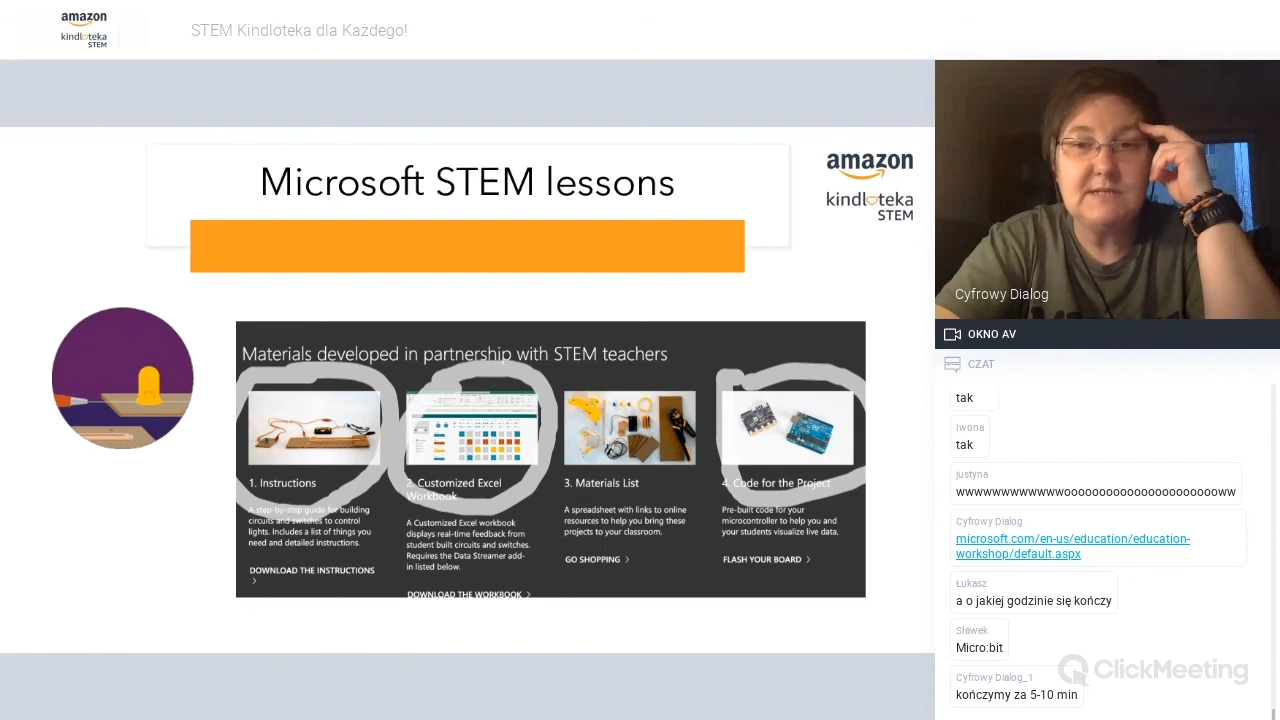 amazon
kindloteka
STEM
STEM Kindloteka dla Każdego!
Microsoft STEM lessons
amazon
kindloteka
STEM
Materials developed in partnership with STEM teachers
1. Instructions
A step-by-step guide for building
circuits and switches to control
lights. Includes a list of things you
need and detailed instructions.
DOWNLOAD THE INSTRUCTIONS
>
2. Customized Excel
Workbook
A Customized Excel workbook
displays real-time feedback from
student built circuits and switches.
Requires the Data Streamer add-
in listed below.
DOWNLOAD THE WORKBOOK >
3. Materials List
A spreadsheet with links to online
resources to help you bring these
projects to your classroom.
GO SHOPPING >
4. Code for the Project
Pre-built code for your
microcontroller to help you and
your students visualize live data.
FLASH YOUR BOARD >
Cyfrowy Dialog
OKNO AV
CZAT
tak
Iwona
tak
justyna
wwwwwwwwwwwwooooooooooooooooooooooww
Cyfrowy Dialog
microsoft.com/en-us/education/education-
workshop/default.aspx
Łukasz
a o jakiej godzinie się kończy
Sławek
Micro:bit
Cyfrowy Dialog_1
kończymy za 5-10 min
ClickMeeting